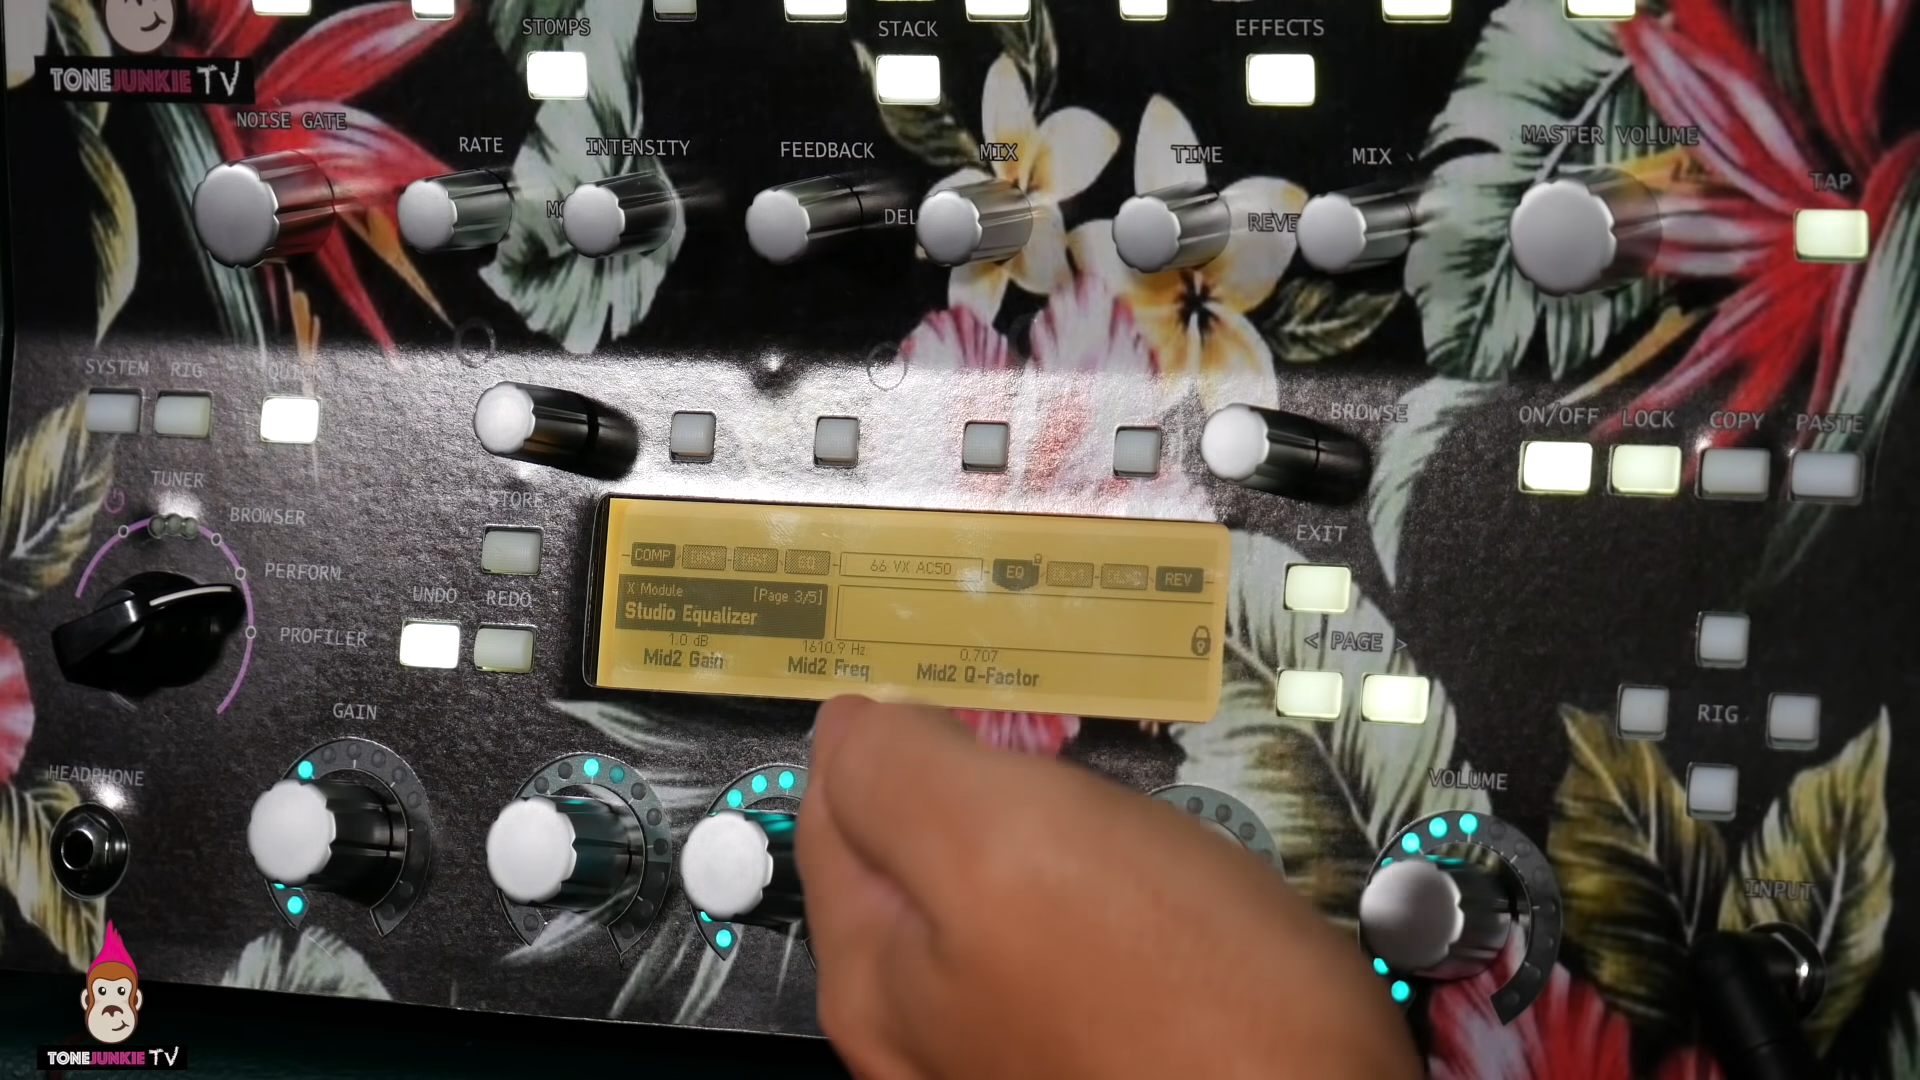 STOMPS
STACK
EFFECTS
TONEJUNKIE TV
NOISE GATE
RATE
INTENSITY
FEEDBACK
MIX
TIME
MIX
MASTER VOLUME
TAP
SYSTEM
RIG
QUICK
BROWSE
ON/OFF
LOCK
COPY
PASTE
TUNER
BROWSER
PERFORM
PROFILER
STORE
UNDO
REDO
EXIT
< PAGE >
RIG
COMP
EQ
66 VX AC50
EQ
REV
X Module [Page 3/5]
Studio Equalizer
1.0 dB
1610.9 Hz
0.707
Mid2 Gain
Mid2 Freq
Mid2 Q-Factor
GAIN
HEADPHONE
VOLUME
INPUT
TONEJUNKIE TV